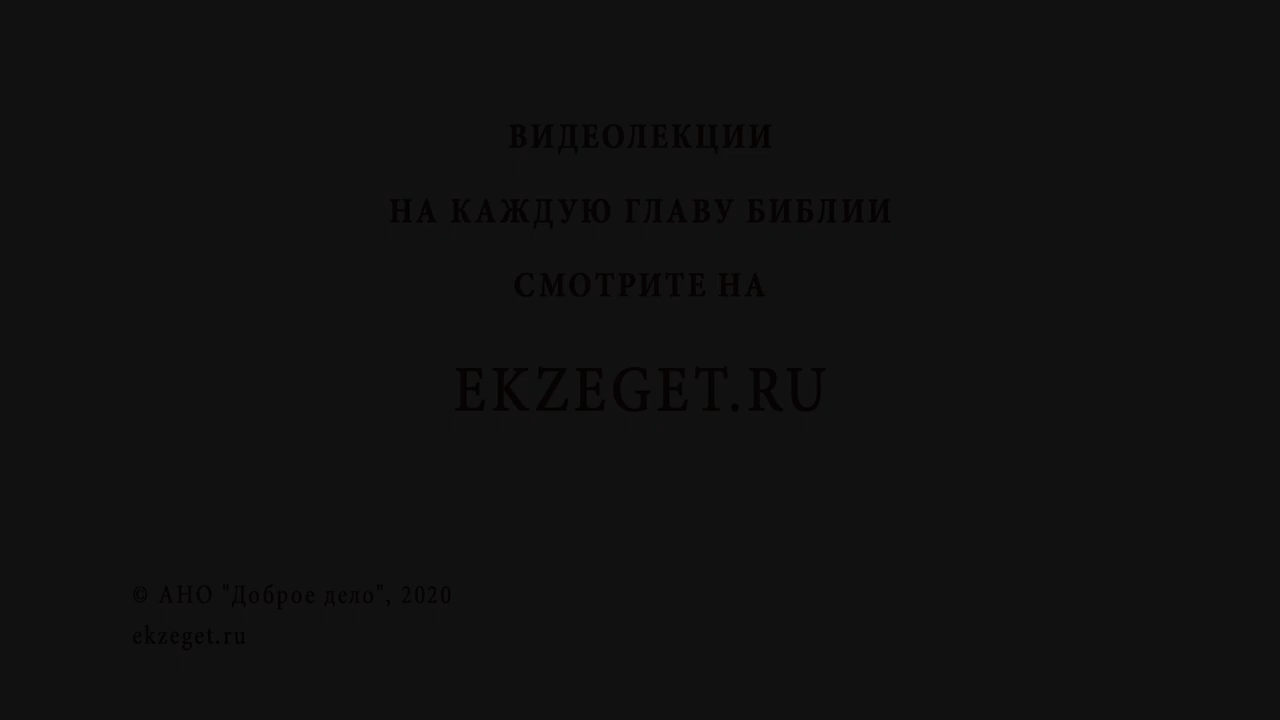 ВИДЕОЛЕКЦИИ
НА КАЖДУЮ ГЛАВУ БИБЛИИ
СМОТРИТЕ НА
EKZEGET.RU
© АНО "Доброе дело", 2020
ekzeget.ru